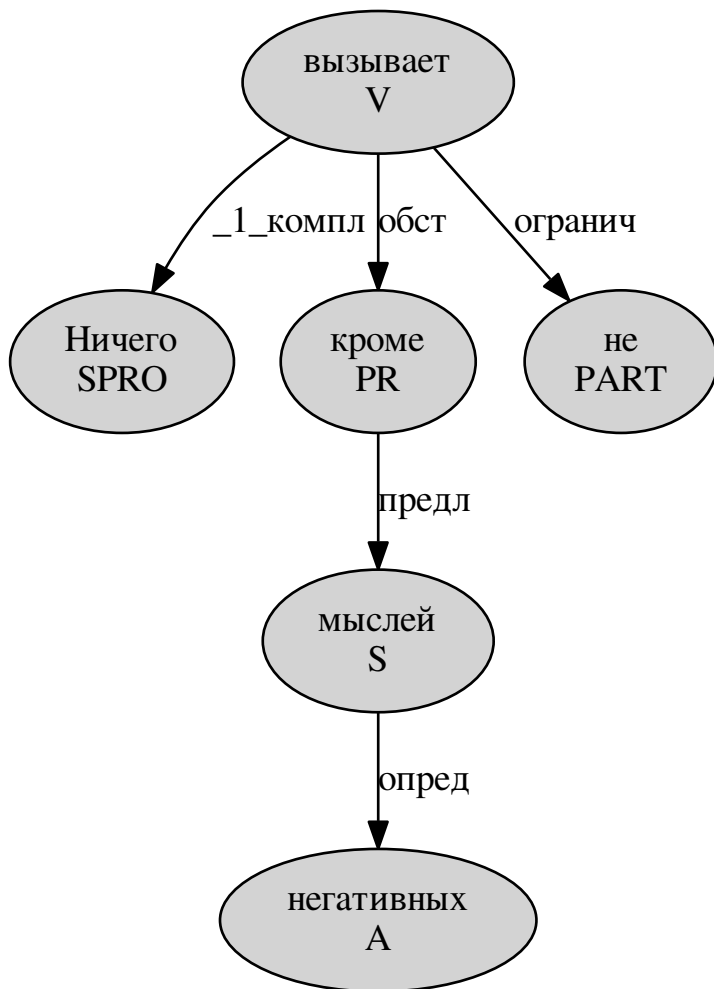 вызывает
V
_1_компл
обст
огранич
Ничего
SPRO
кроме
PR
не
PART
предл
мыслей
S
опред
негативных
A